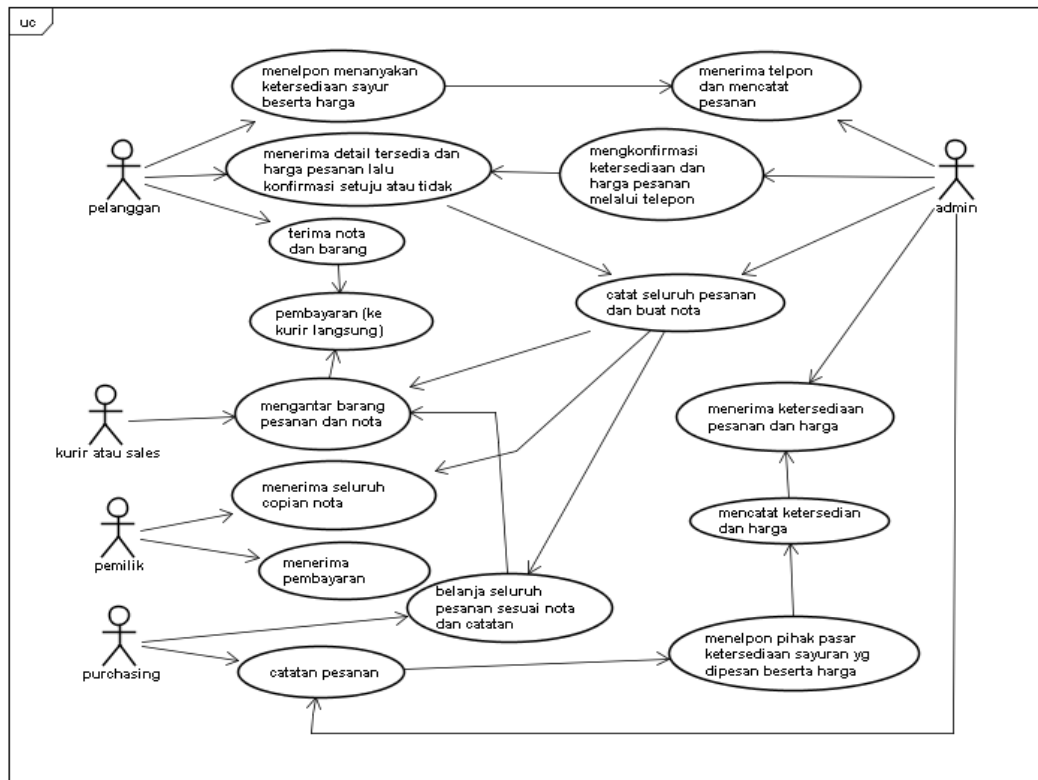 uc
menelpon menanyakan
ketersediaan sayur
beserta harga
menerima telpon
dan mencatat
pesanan
pelanggan
menerima detail tersedia dan
harga pesanan lalu
konfirmasi setuju atau tidak
mengkonfirmasi
ketersediaan dan
harga pesanan
melalui telepon
admin
terima nota
dan barang
catat seluruh pesanan
dan buat nota
pembayaran (ke
kurir langsung)
kurir atau sales
mengantar barang
pesanan dan nota
menerima ketersediaan
pesanan dan harga
menerima seluruh
copian nota
mencatat ketersedian
dan harga
pemilik
menerima
pembayaran
belanja seluruh
pesanan sesuai nota
dan catatan
purchasing
catatan pesanan
menelpon pihak pasar
ketersediaan sayuran yg
dipesan beserta harga